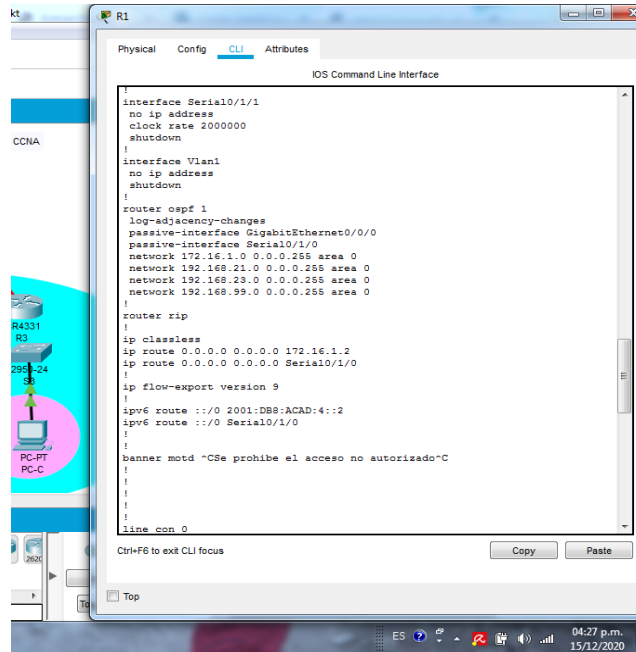 kt
R1
Physical Config CLI Attributes
IOS Command Line Interface
!
interface Serial0/1/1
no ip address
clock rate 2000000
shutdown
!
interface Vlan1
no ip address
shutdown
!
router ospf 1
log-adjacency-changes
passive-interface GigabitEthernet0/0/0
passive-interface Serial0/1/0
network 172.16.1.0 0.0.0.255 area 0
network 192.168.21.0 0.0.0.255 area 0
network 192.168.23.0 0.0.0.255 area 0
network 192.168.99.0 0.0.0.255 area 0
!
router rip
!
ip classless
ip route 0.0.0.0 0.0.0.0 172.16.1.2
ip route 0.0.0.0 0.0.0.0 Serial0/1/0
!
ip flow-export version 9
!
ipv6 route ::/0 2001:DB8:ACAD:4::2
ipv6 route ::/0 Serial0/1/0
!
!
banner motd ^CSe prohibe el acceso no autorizado^C
!
!
!
!
!
line con 0
Ctrl+F6 to exit CLI focus
Copy Paste
Top
CCNA
R4331
R3
2950-24
S3
PC-PT
PC-C
To
ES
04:27 p.m.
15/12/2020